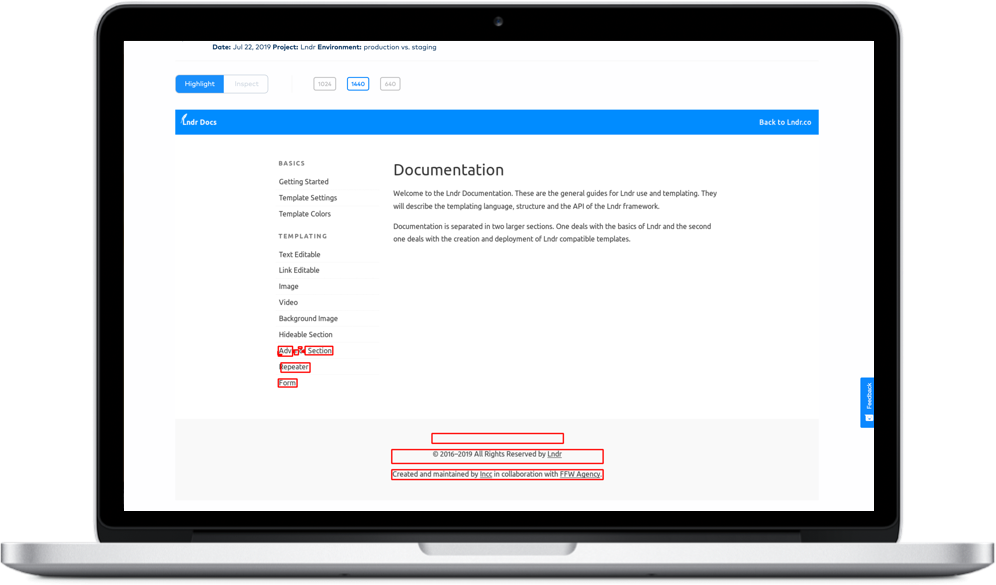 Date: Jul 22, 2019 Project: Lndr Environment: production vs. staging
Highlight Inspect 1024 1440 640
Lndr Docs Back to Lndr.co
BASICS
Getting Started
Template Settings
Template Colors
TEMPLATING
Text Editable
Link Editable
Image
Video
Background Image
Hideable Section
Adv Section
Repeater
Form
Documentation
Welcome to the Lndr Documentation. These are the general guides for Lndr use and templating. They
will describe the templating language, structure and the API of the Lndr framework.
Documentation is separated in two larger sections. One deals with the basics of Lndr and the second
one deals with the creation and deployment of Lndr compatible templates.
Feedback
© 2016–2019 All Rights Reserved by Lndr
Created and maintained by Incc in collaboration with FFW Agency.